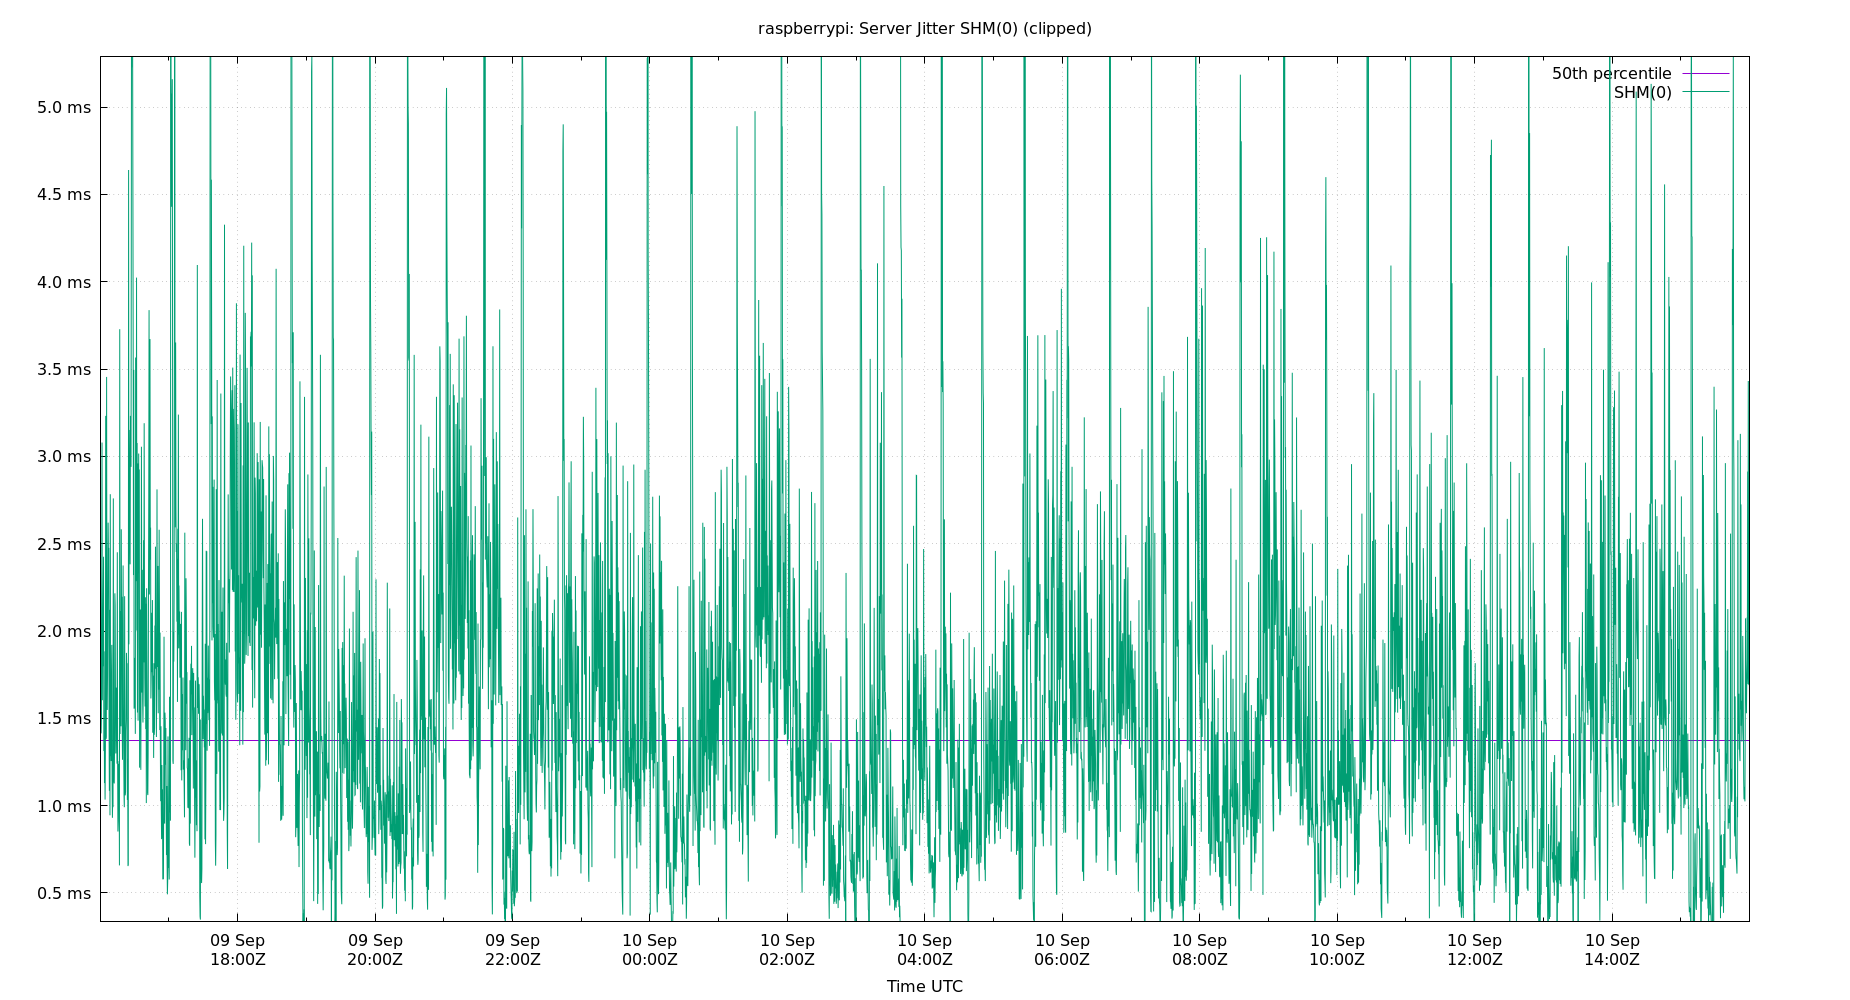 raspberrypi: Server Jitter SHM(0) (clipped)
50th percentile
SHM(0)
5.0 ms
4.5 ms
4.0 ms
3.5 ms
3.0 ms
2.5 ms
2.0 ms
1.5 ms
1.0 ms
0.5 ms
09 Sep 09 Sep 09 Sep 10 Sep 10 Sep 10 Sep 10 Sep 10 Sep 10 Sep 10 Sep 10 Sep
18:00Z 20:00Z 22:00Z 00:00Z 02:00Z 04:00Z 06:00Z 08:00Z 10:00Z 12:00Z 14:00Z
Time UTC